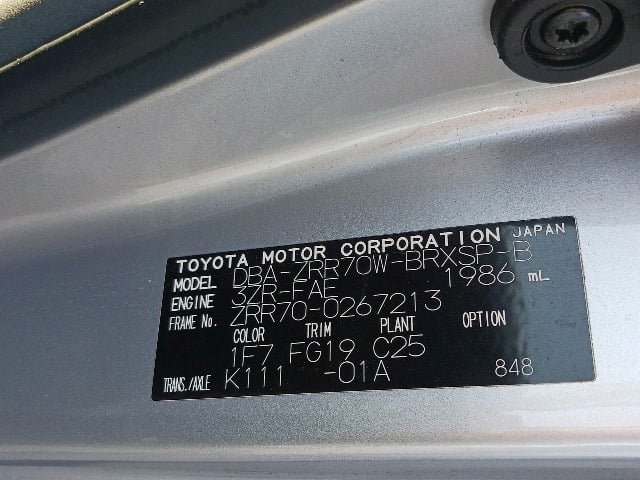 TOYOTA MOTOR CORPORATION JAPAN
MODEL DBA-ZRR70W-BRXSP-B
ENGINE 3ZR-FAE 1986 mL
FRAME No. ZRR70-0267213
COLOR TRIM PLANT OPTION
1F7 FG19 C25
TRANS./AXLE K111 -01A 848